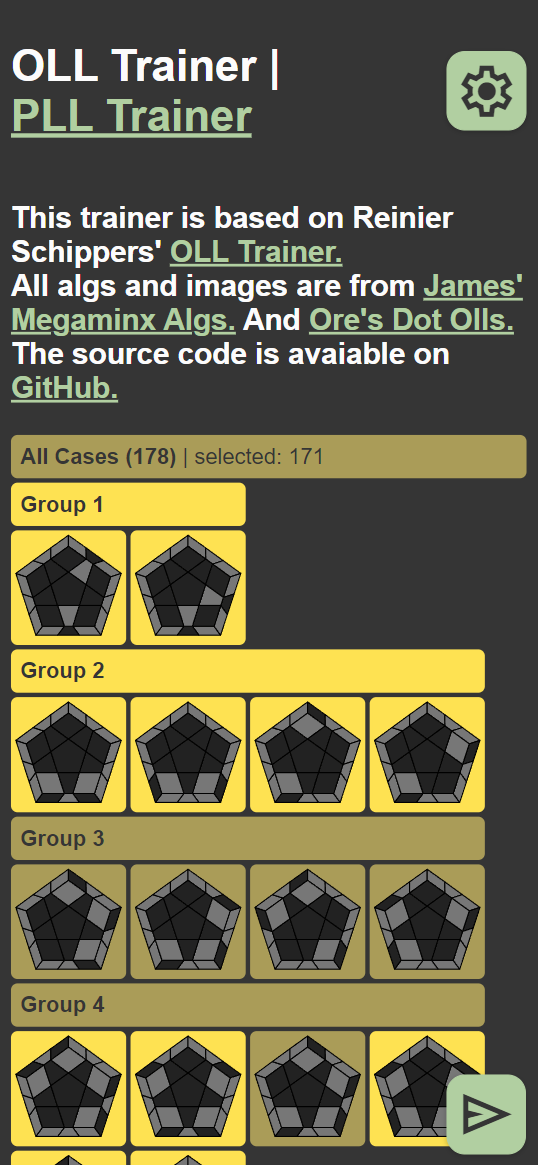 OLL Trainer |
PLL Trainer
This trainer is based on Reinier
Schippers' OLL Trainer.
All algs and images are from James'
Megaminx Algs. And Ore's Dot Olls.
The source code is avaiable on
GitHub.
All Cases (178) | selected: 171
Group 1
Group 2
Group 3
Group 4